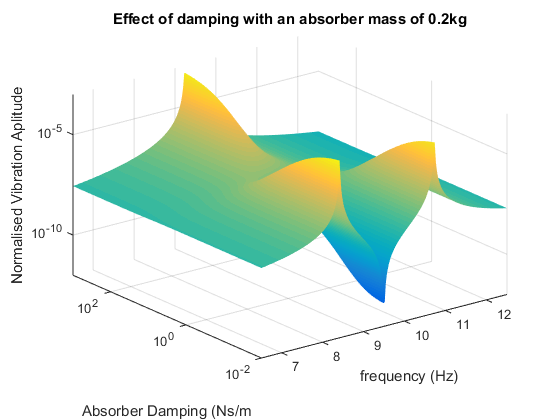 Effect of damping with an absorber mass of 0.2kg
Normalised Vibration Aplitude
10^-5
10^-10
10^2
10^0
10^-2
7
8
9
10
11
12
frequency (Hz)
Absorber Damping (Ns/m